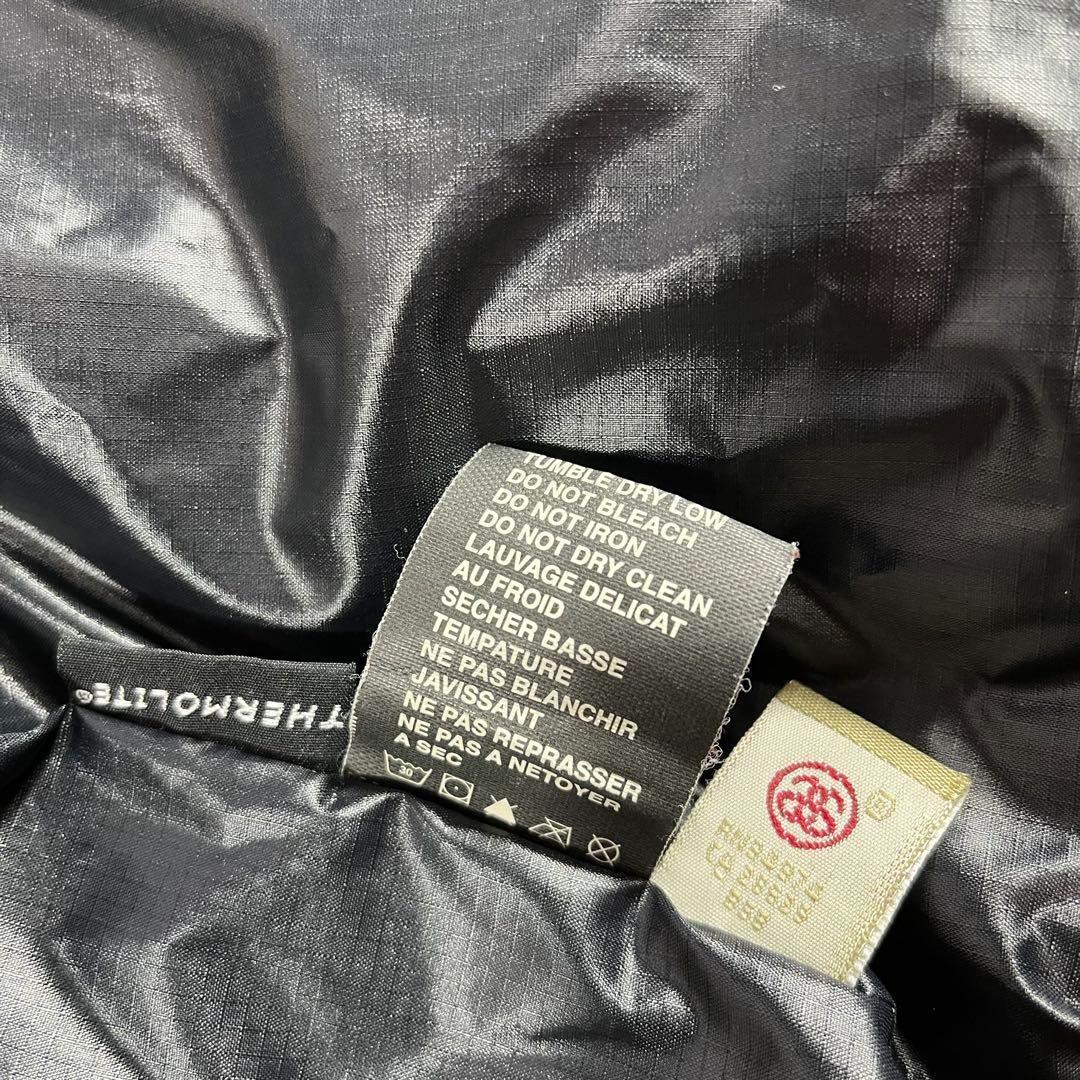 TUMBLE DRY LOW
DO NOT BLEACH
DO NOT IRON
DO NOT DRY CLEAN
LAUVAGE DELICAT
AU FROID
SECHER BASSE
TEMPATURE
NE PAS BLANCHIR
JAVISSANT
NE PAS REPRASSER
NE PAS A NETOYER
A SEC
30
THERMOLITE®